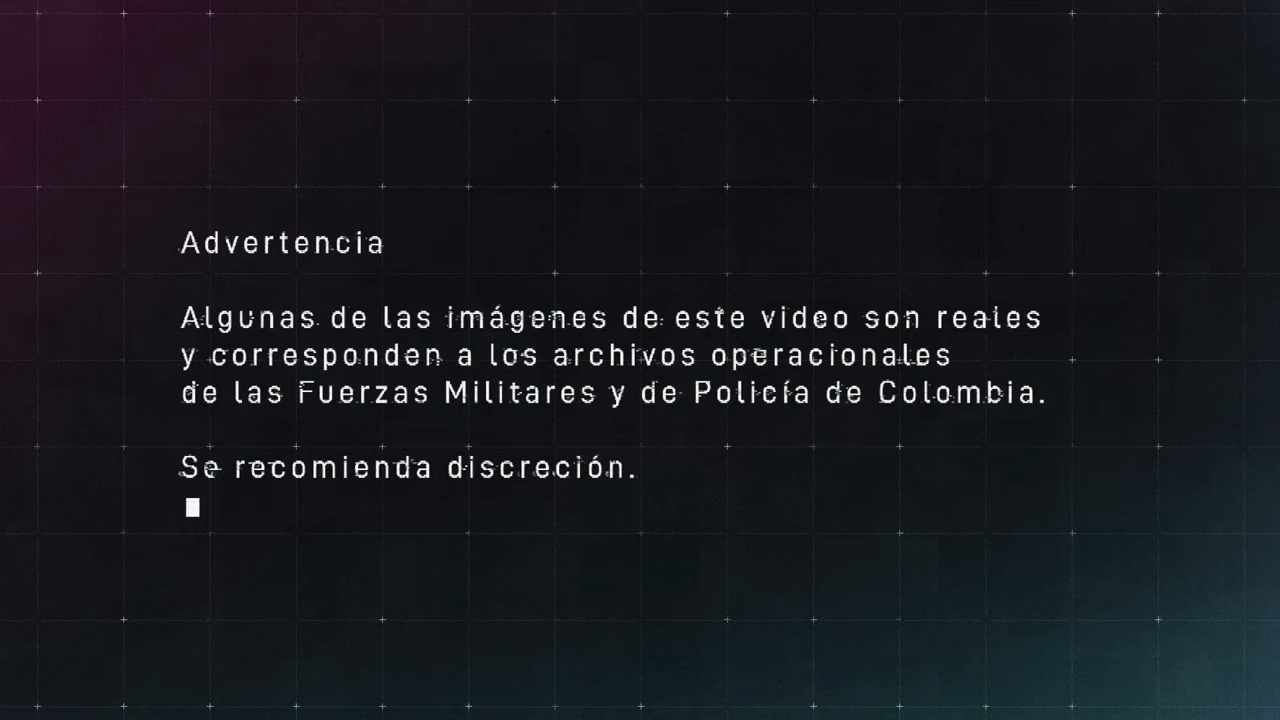 Advertencia
Algunas de las imágenes de este video son reales
y corresponden a los archivos operacionales
de las Fuerzas Militares y de Policía de Colombia.
Se recomienda discreción.